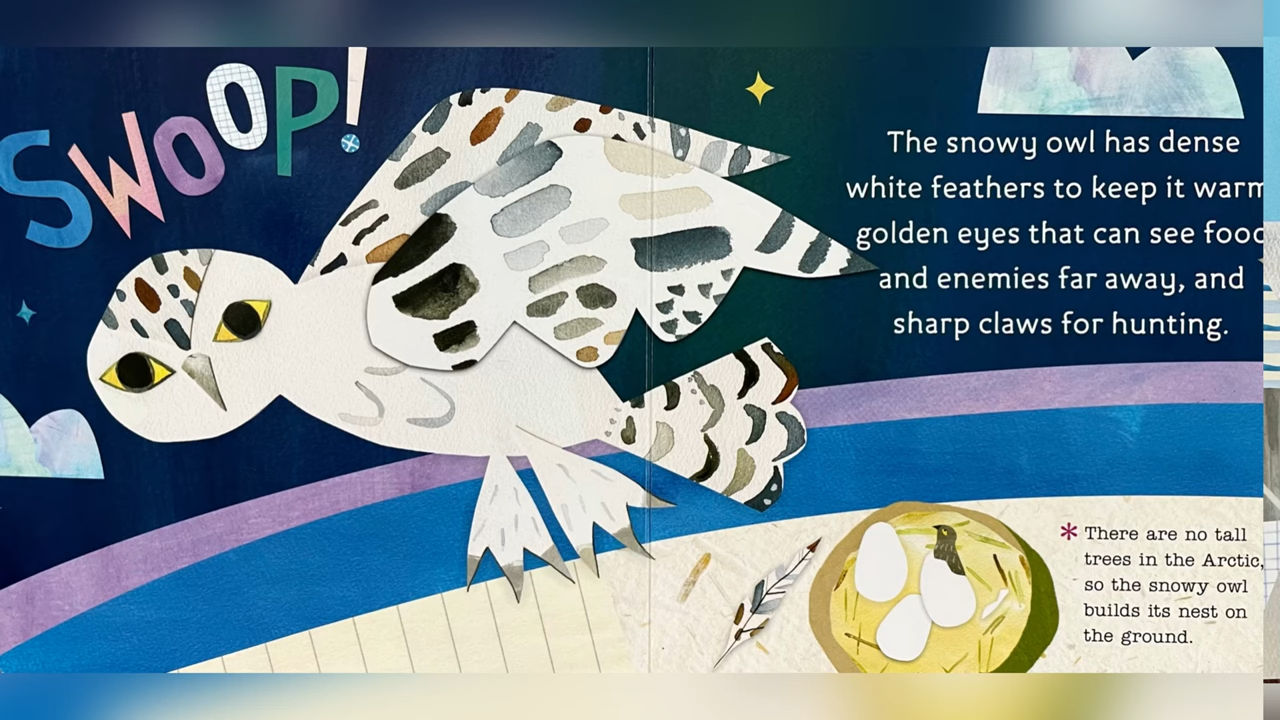 SWOOP!
The snowy owl has dense
white feathers to keep it warm
golden eyes that can see food
and enemies far away, and
sharp claws for hunting.
* There are no tall
trees in the Arctic,
so the snowy owl
builds its nest on
the ground.